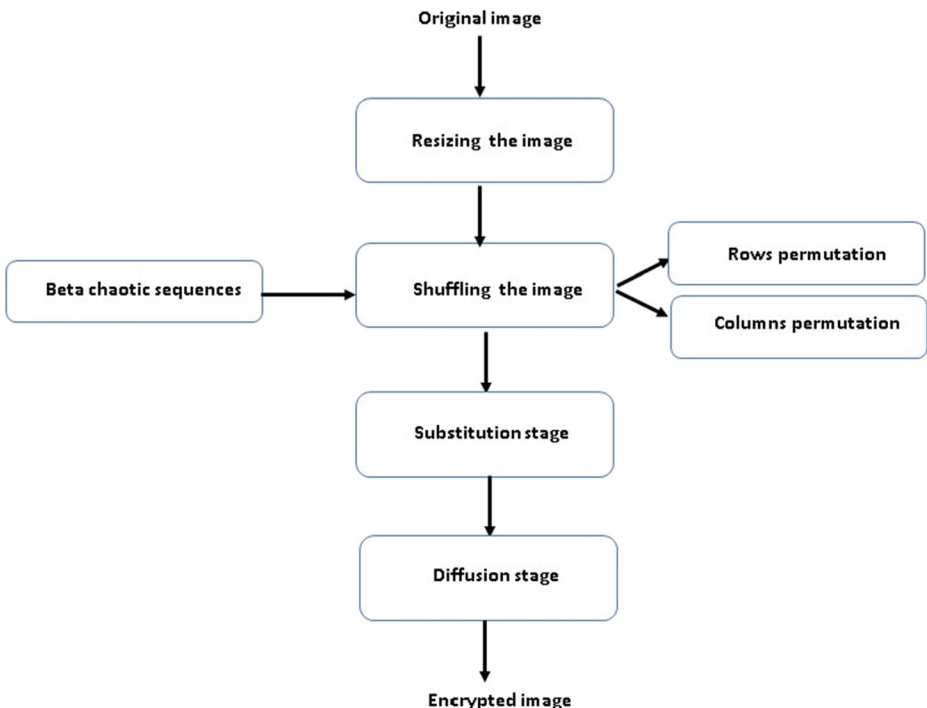 Original image
Resizing the image
Rows permutation
Beta chaotic sequences
Shuffling the image
Columns permutation
Substitution stage
Diffusion stage
Encrypted image